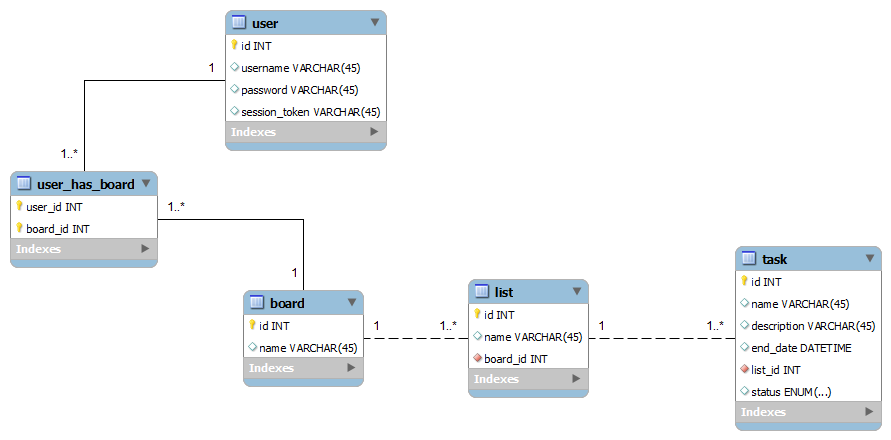 user
id INT
username VARCHAR(45)
password VARCHAR(45)
session_token VARCHAR(45)
Indexes
1
1..*
user_has_board
user_id INT
board_id INT
Indexes
1..*
1
board
id INT
name VARCHAR(45)
Indexes
1
1..*
list
id INT
name VARCHAR(45)
board_id INT
Indexes
1
1..*
task
id INT
name VARCHAR(45)
description VARCHAR(45)
end_date DATETIME
list_id INT
status ENUM(...)
Indexes